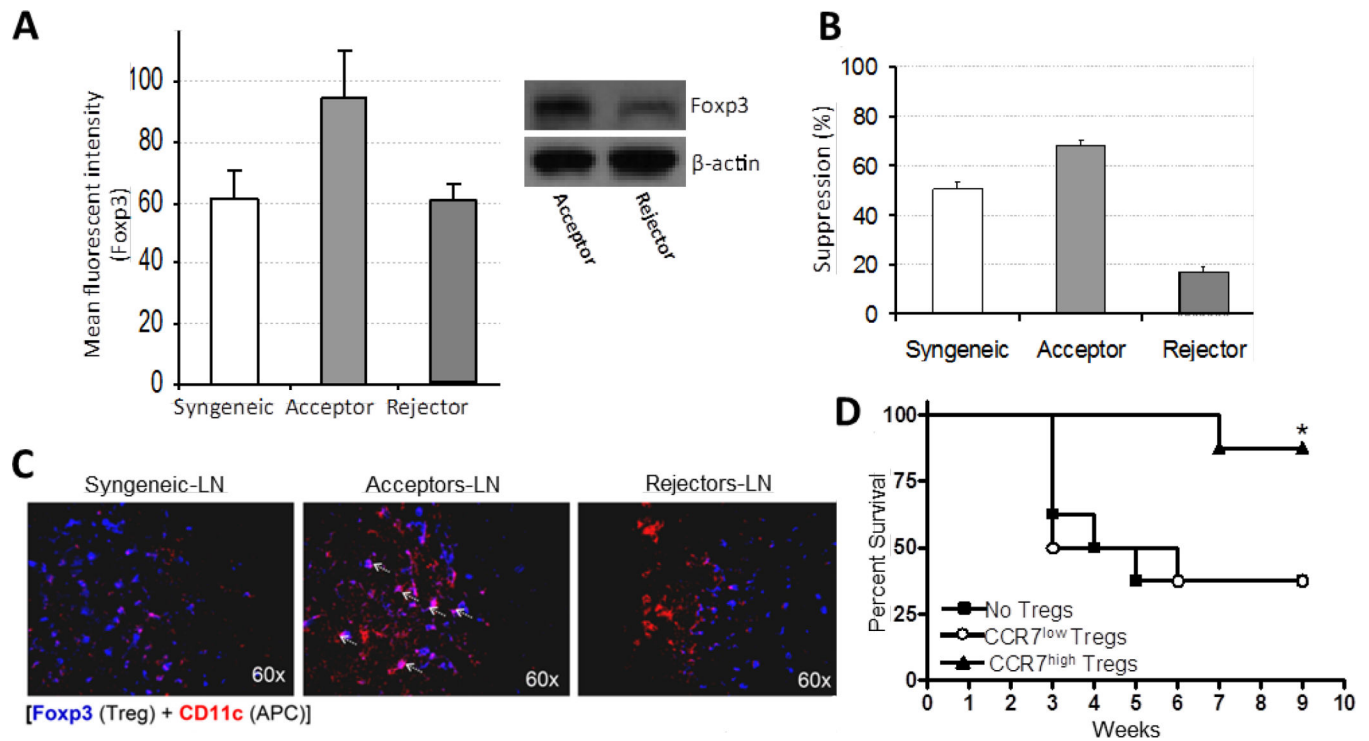 A
Mean fluorescent intensity
(Foxp3)
100
80
60
40
20
0
Syngeneic Acceptor Rejector
Foxp3
β-actin
Acceptor
Rejector
B
Suppression (%)
100
80
60
40
20
0
Syngeneic Acceptor Rejector
C
Syngeneic-LN
Acceptors-LN
Rejectors-LN
60x
60x
60x
[Foxp3 (Treg) + CD11c (APC)]
D
Percent Survival
100
75
50
25
0
*
No Tregs
CCR7low Tregs
CCR7high Tregs
0 1 2 3 4 5 6 7 8 9 10
Weeks